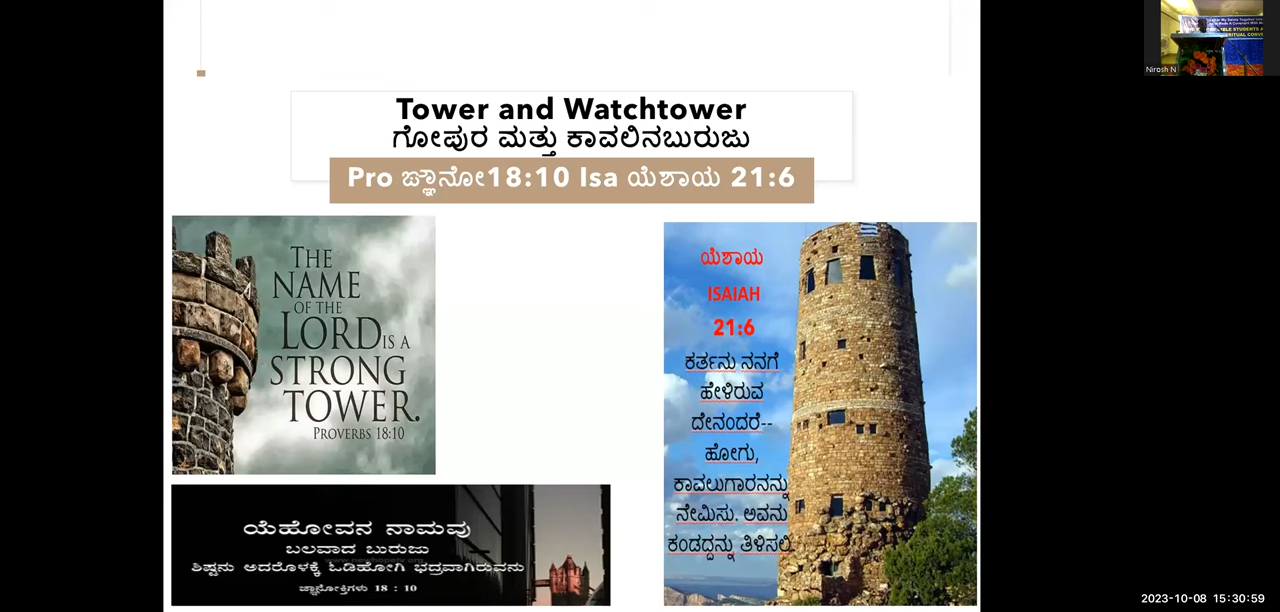 Tower and Watchtower
ಗೋಪುರ ಮತ್ತು ಕಾವಲಿನಬುರುಜು
Pro ಜ್ಞಾನೋ18:10 Isa ಯೆಶಾಯ 21:6
THE
NAME
OF THE
LORD IS A
STRONG
TOWER.
PROVERBS 18:10
ಯೆಹೋವನ ನಾಮವು
ಬಲವಾದ ಬುರುಜು
ಶಿಷ್ಟನು ಅದರೊಳಕ್ಕೆ ಓಡಿಹೋಗಿ ಭದ್ರವಾಗಿರುವನು
ಜ್ಞಾನೋಕ್ತಿಗಳು 18 : 10
ಯೆಶಾಯ
ISAIAH
21:6
ಕರ್ತನು ನನಗೆ
ಹೇಳಿರುವ
ದೇನಂದರೆ--
ಹೋಗು,
ಕಾವಲುಗಾರನನ್ನು
ನೇಮಿಸು. ಅವನು
ಕಂಡದ್ದನ್ನು ತಿಳಿಸಲಿ.
Nirosh N
2023-10-08 15:30:59